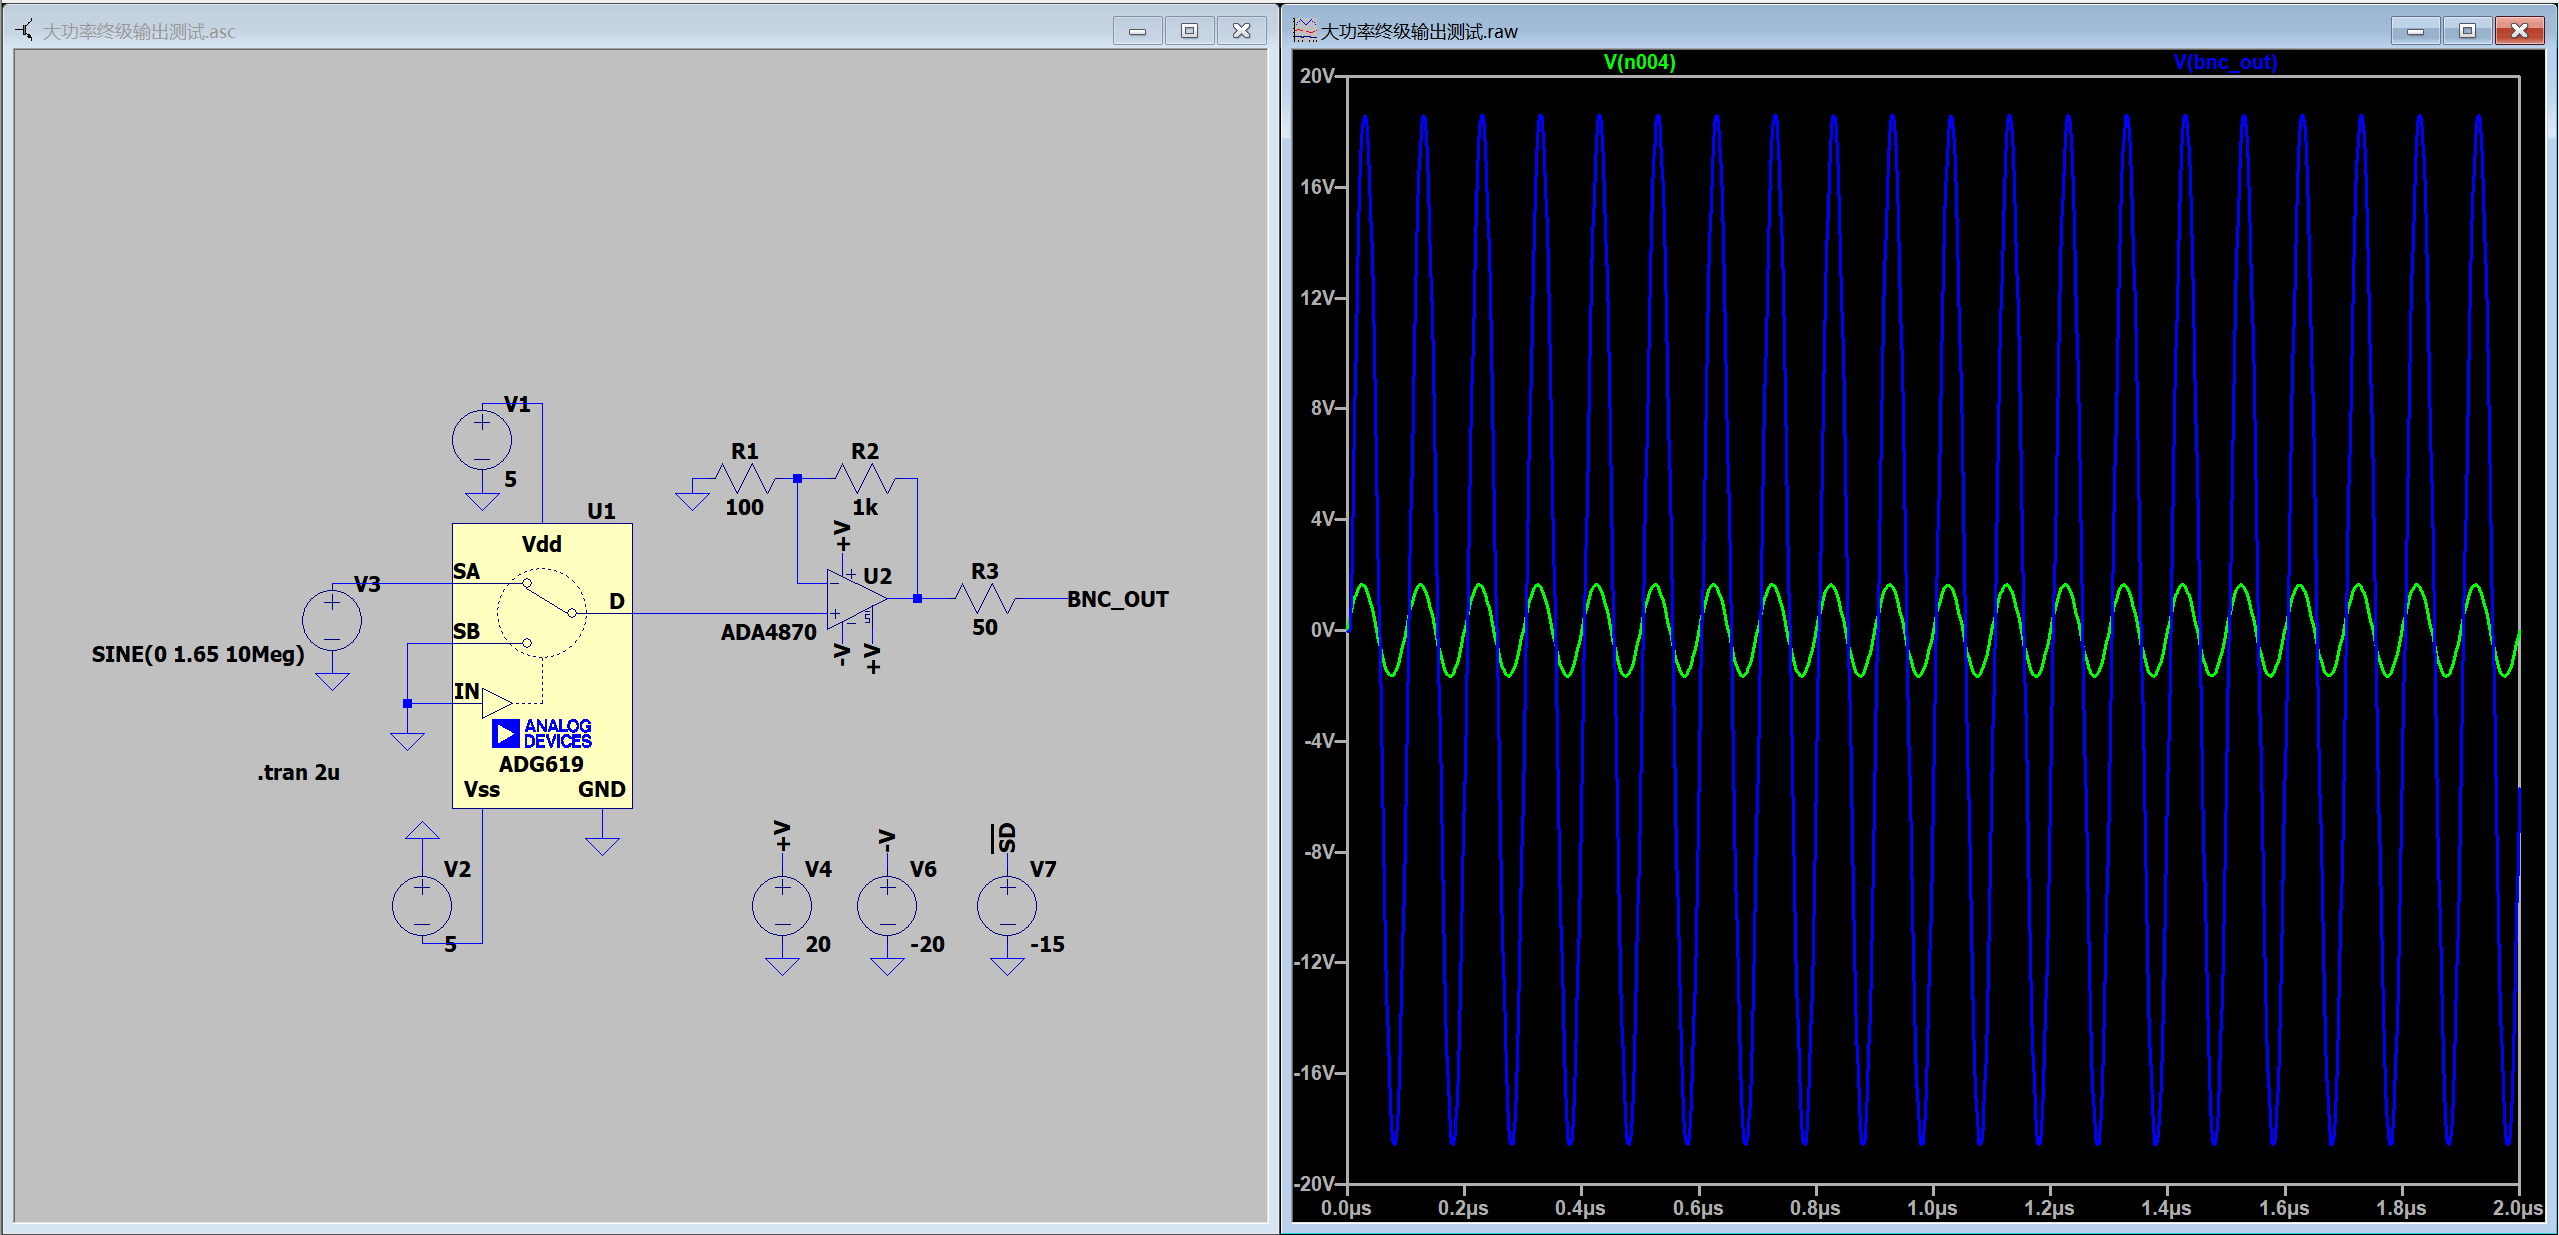 大功率终级输出测试.asc
V1
5
U1
Vdd
SA
V3
SB
D
SINE(0 1.65 10Meg)
IN
ANALOG
DEVICES
ADG619
.tran 2u
Vss
GND
V2
5
R1
100
R2
1k
+V
U2
ADA4870
-V
+V
R3
50
BNC_OUT
+V
V4
20
-V
V6
-20
SD
V7
-15
大功率终级输出测试.raw
V(n004)
V(bnc_out)
20V
16V
12V
8V
4V
0V
-4V
-8V
-12V
-16V
-20V
0.0µs
0.2µs
0.4µs
0.6µs
0.8µs
1.0µs
1.2µs
1.4µs
1.6µs
1.8µs
2.0µs